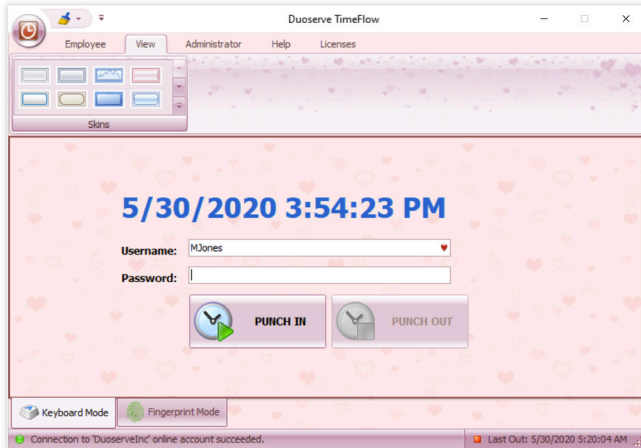 Duoserve TimeFlow
Employee View Administrator Help Licenses
Skins
5/30/2020 3:54:23 PM
Username: MJones
Password:
PUNCH IN PUNCH OUT
Keyboard Mode Fingerprint Mode
Connection to 'DuoserveInc' online account succeeded. Last Out: 5/30/2020 5:20:04 AM